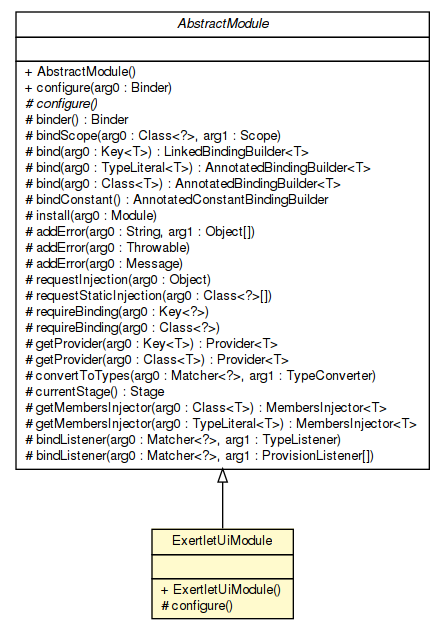 AbstractModule
+ AbstractModule()
+ configure(arg0 : Binder)
# configure()
# binder() : Binder
# bindScope(arg0 : Class<?>, arg1 : Scope)
# bind(arg0 : Key<T>) : LinkedBindingBuilder<T>
# bind(arg0 : TypeLiteral<T>) : AnnotatedBindingBuilder<T>
# bind(arg0 : Class<T>) : AnnotatedBindingBuilder<T>
# bindConstant() : AnnotatedConstantBindingBuilder
# install(arg0 : Module)
# addError(arg0 : String, arg1 : Object[])
# addError(arg0 : Throwable)
# addError(arg0 : Message)
# requestInjection(arg0 : Object)
# requestStaticInjection(arg0 : Class<?>[])
# requireBinding(arg0 : Key<?>)
# requireBinding(arg0 : Class<?>)
# getProvider(arg0 : Key<T>) : Provider<T>
# getProvider(arg0 : Class<T>) : Provider<T>
# convertToTypes(arg0 : Matcher<?>, arg1 : TypeConverter)
# currentStage() : Stage
# getMembersInjector(arg0 : Class<T>) : MembersInjector<T>
# getMembersInjector(arg0 : TypeLiteral<T>) : MembersInjector<T>
# bindListener(arg0 : Matcher<?>, arg1 : TypeListener)
# bindListener(arg0 : Matcher<?>, arg1 : ProvisionListener[])
ExertletUiModule
+ ExertletUiModule()
# configure()